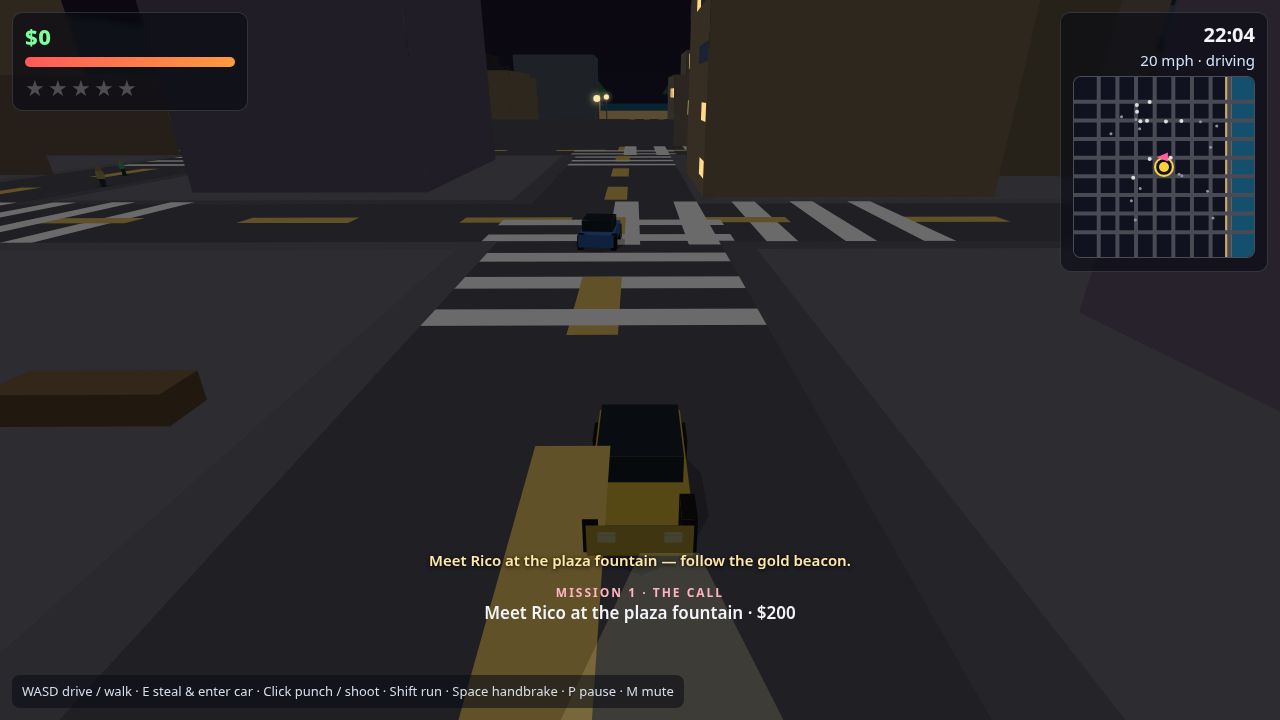 $0
22:04
20 mph · driving
Meet Rico at the plaza fountain — follow the gold beacon.
MISSION 1 · THE CALL
Meet Rico at the plaza fountain · $200
WASD drive / walk · E steal & enter car · Click punch / shoot · Shift run · Space handbrake · P pause · M mute